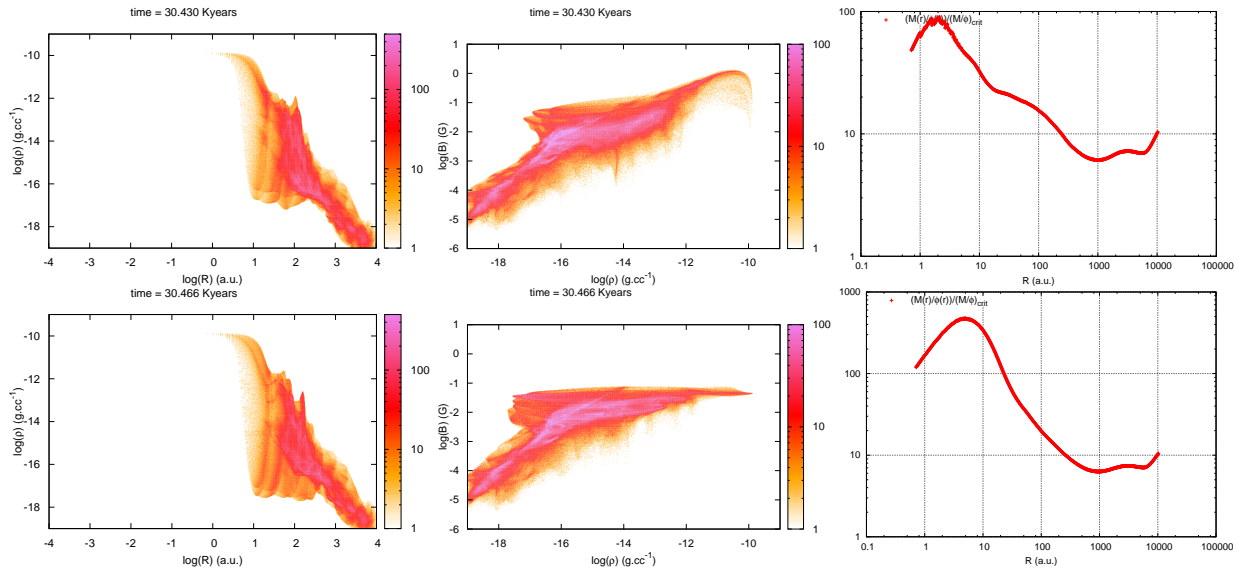 time = 30.430 Kyears
log(ρ) (g.cc⁻¹)
-10
-12
-14
-16
-18
-4 -3 -2 -1 0 1 2 3 4
log(R) (a.u.)
100
10
1
time = 30.430 Kyears
log(B) (G)
1
0
-1
-2
-3
-4
-5
-6
-18 -16 -14 -12 -10
log(ρ) (g.cc⁻¹)
100
10
1
(M(r)/φ(r))/(M/φ)crit
100
10
1
0.1 1 10 100 1000 10000 100000
R (a.u.)
time = 30.466 Kyears
log(ρ) (g.cc⁻¹)
-10
-12
-14
-16
-18
-4 -3 -2 -1 0 1 2 3 4
log(R) (a.u.)
100
10
1
time = 30.466 Kyears
log(B) (G)
1
0
-1
-2
-3
-4
-5
-6
-18 -16 -14 -12 -10
log(ρ) (g.cc⁻¹)
100
10
1
(M(r)/φ(r))/(M/φ)crit
1000
100
10
1
0.1 1 10 100 1000 10000 100000
R (a.u.)